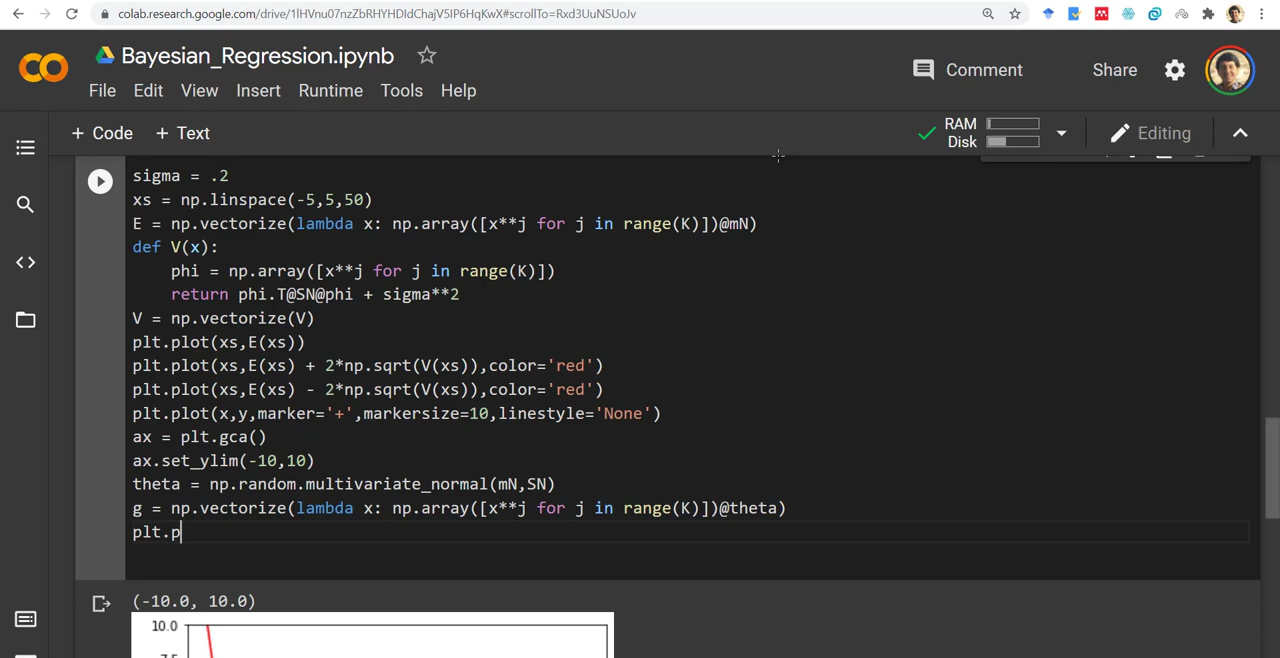 colab.research.google.com/drive/1lHVnu07nzZbRHYHDIdChajV5IP6HqKwX#scrollTo=Rxd3UuNSUoJv
Bayesian_Regression.ipynb
Comment
Share
File Edit View Insert Runtime Tools Help
+ Code + Text
RAM
Disk
Editing
sigma = .2
xs = np.linspace(-5,5,50)
E = np.vectorize(lambda x: np.array([x**j for j in range(K)])@mN)
def V(x):
    phi = np.array([x**j for j in range(K)])
    return phi.T@SN@phi + sigma**2
V = np.vectorize(V)
plt.plot(xs,E(xs))
plt.plot(xs,E(xs) + 2*np.sqrt(V(xs)),color='red')
plt.plot(xs,E(xs) - 2*np.sqrt(V(xs)),color='red')
plt.plot(x,y,marker='+',markersize=10,linestyle='None')
ax = plt.gca()
ax.set_ylim(-10,10)
theta = np.random.multivariate_normal(mN,SN)
g = np.vectorize(lambda x: np.array([x**j for j in range(K)])@theta)
plt.p
(-10.0, 10.0)
10.0
7.5